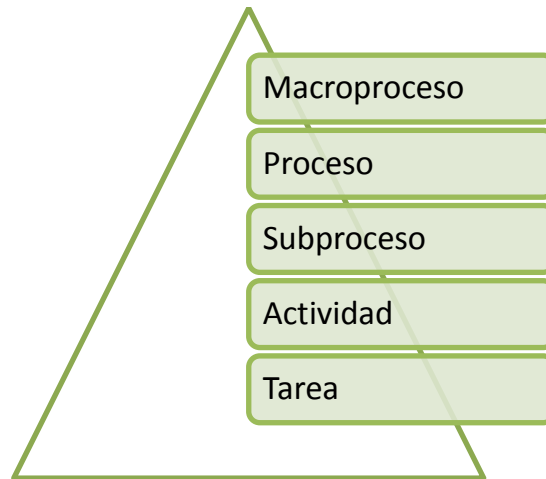 Macroproceso
Proceso
Subproceso
Actividad
Tarea